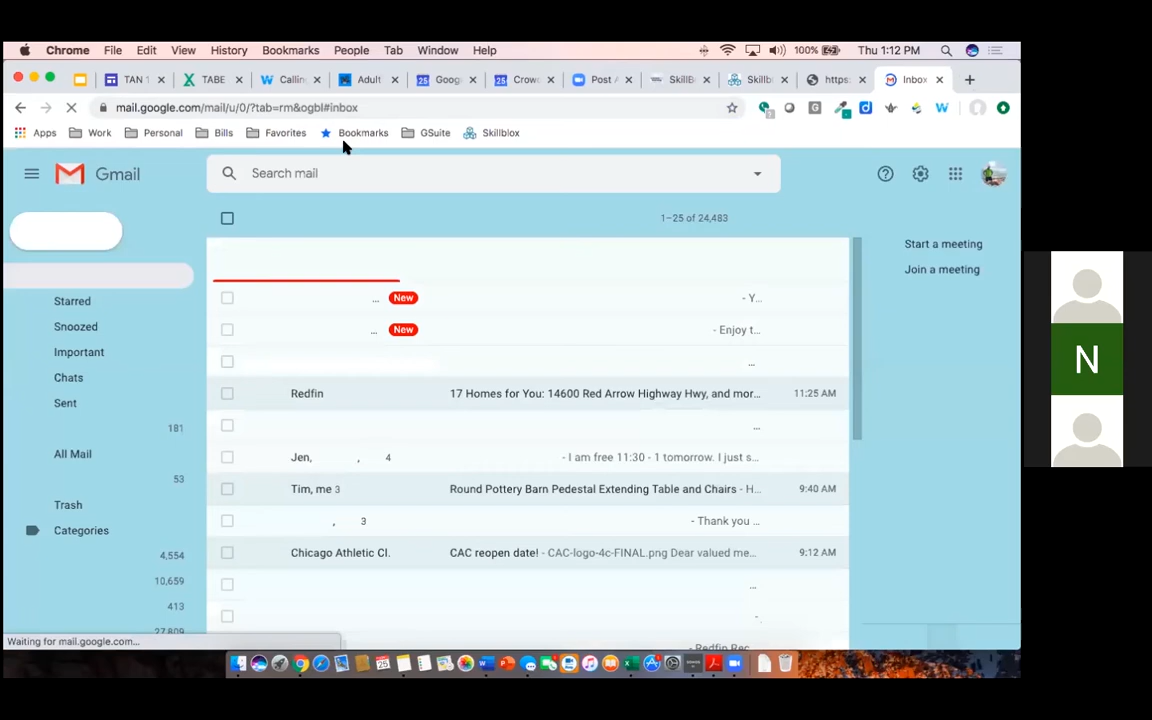 Chrome File Edit View History Bookmarks People Tab Window Help 100% Thu 1:12 PM
TAN 1 TABE Callin Adult Goog Crow Post A SkillB Skillb https: Inbox
mail.google.com/mail/u/0/?tab=rm&ogbl#inbox
Apps Work Personal Bills Favorites Bookmarks GSuite Skillblox
Gmail Search mail
1–25 of 24,483
Start a meeting
Join a meeting
... New - Y...
Starred
Snoozed
... New - Enjoy t...
Important
...
Chats
Redfin 17 Homes for You: 14600 Red Arrow Highway Hwy, and mor... 11:25 AM
Sent
181 ...
All Mail
Jen, , 4 - I am free 11:30 - 1 tomorrow. I just s...
53
Tim, me 3 Round Pottery Barn Pedestal Extending Table and Chairs - H... 9:40 AM
Trash
, 3 - Thank you ...
Categories
Chicago Athletic Cl. CAC reopen date! - CAC-logo-4c-FINAL.png Dear valued me... 9:12 AM
4,554
10,659 ...
413
27,809
- Redfin Rec
Waiting for mail.google.com...
N